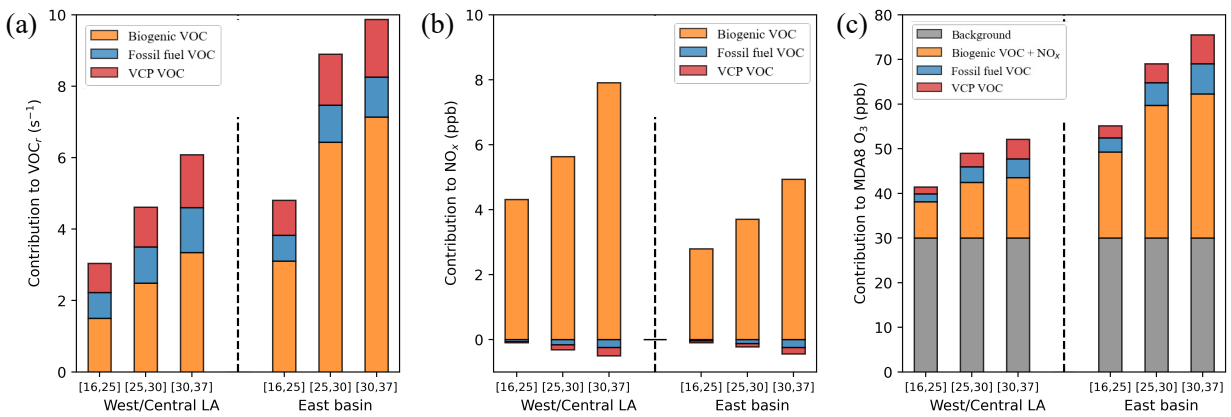 (a)
Contribution to VOCr (s⁻¹)
10
8
6
4
2
0
Biogenic VOC
Fossil fuel VOC
VCP VOC
[16,25] [25,30] [30,37] [16,25] [25,30] [30,37]
West/Central LA East basin
(b)
Contribution to NOx (ppb)
10
8
6
4
2
0
Biogenic VOC
Fossil fuel VOC
VCP VOC
[16,25] [25,30] [30,37] [16,25] [25,30] [30,37]
West/Central LA East basin
(c)
Contribution to MDA8 O3 (ppb)
80
70
60
50
40
30
20
10
0
Background
Biogenic VOC + NOx
Fossil fuel VOC
VCP VOC
[16,25] [25,30] [30,37] [16,25] [25,30] [30,37]
West/Central LA East basin